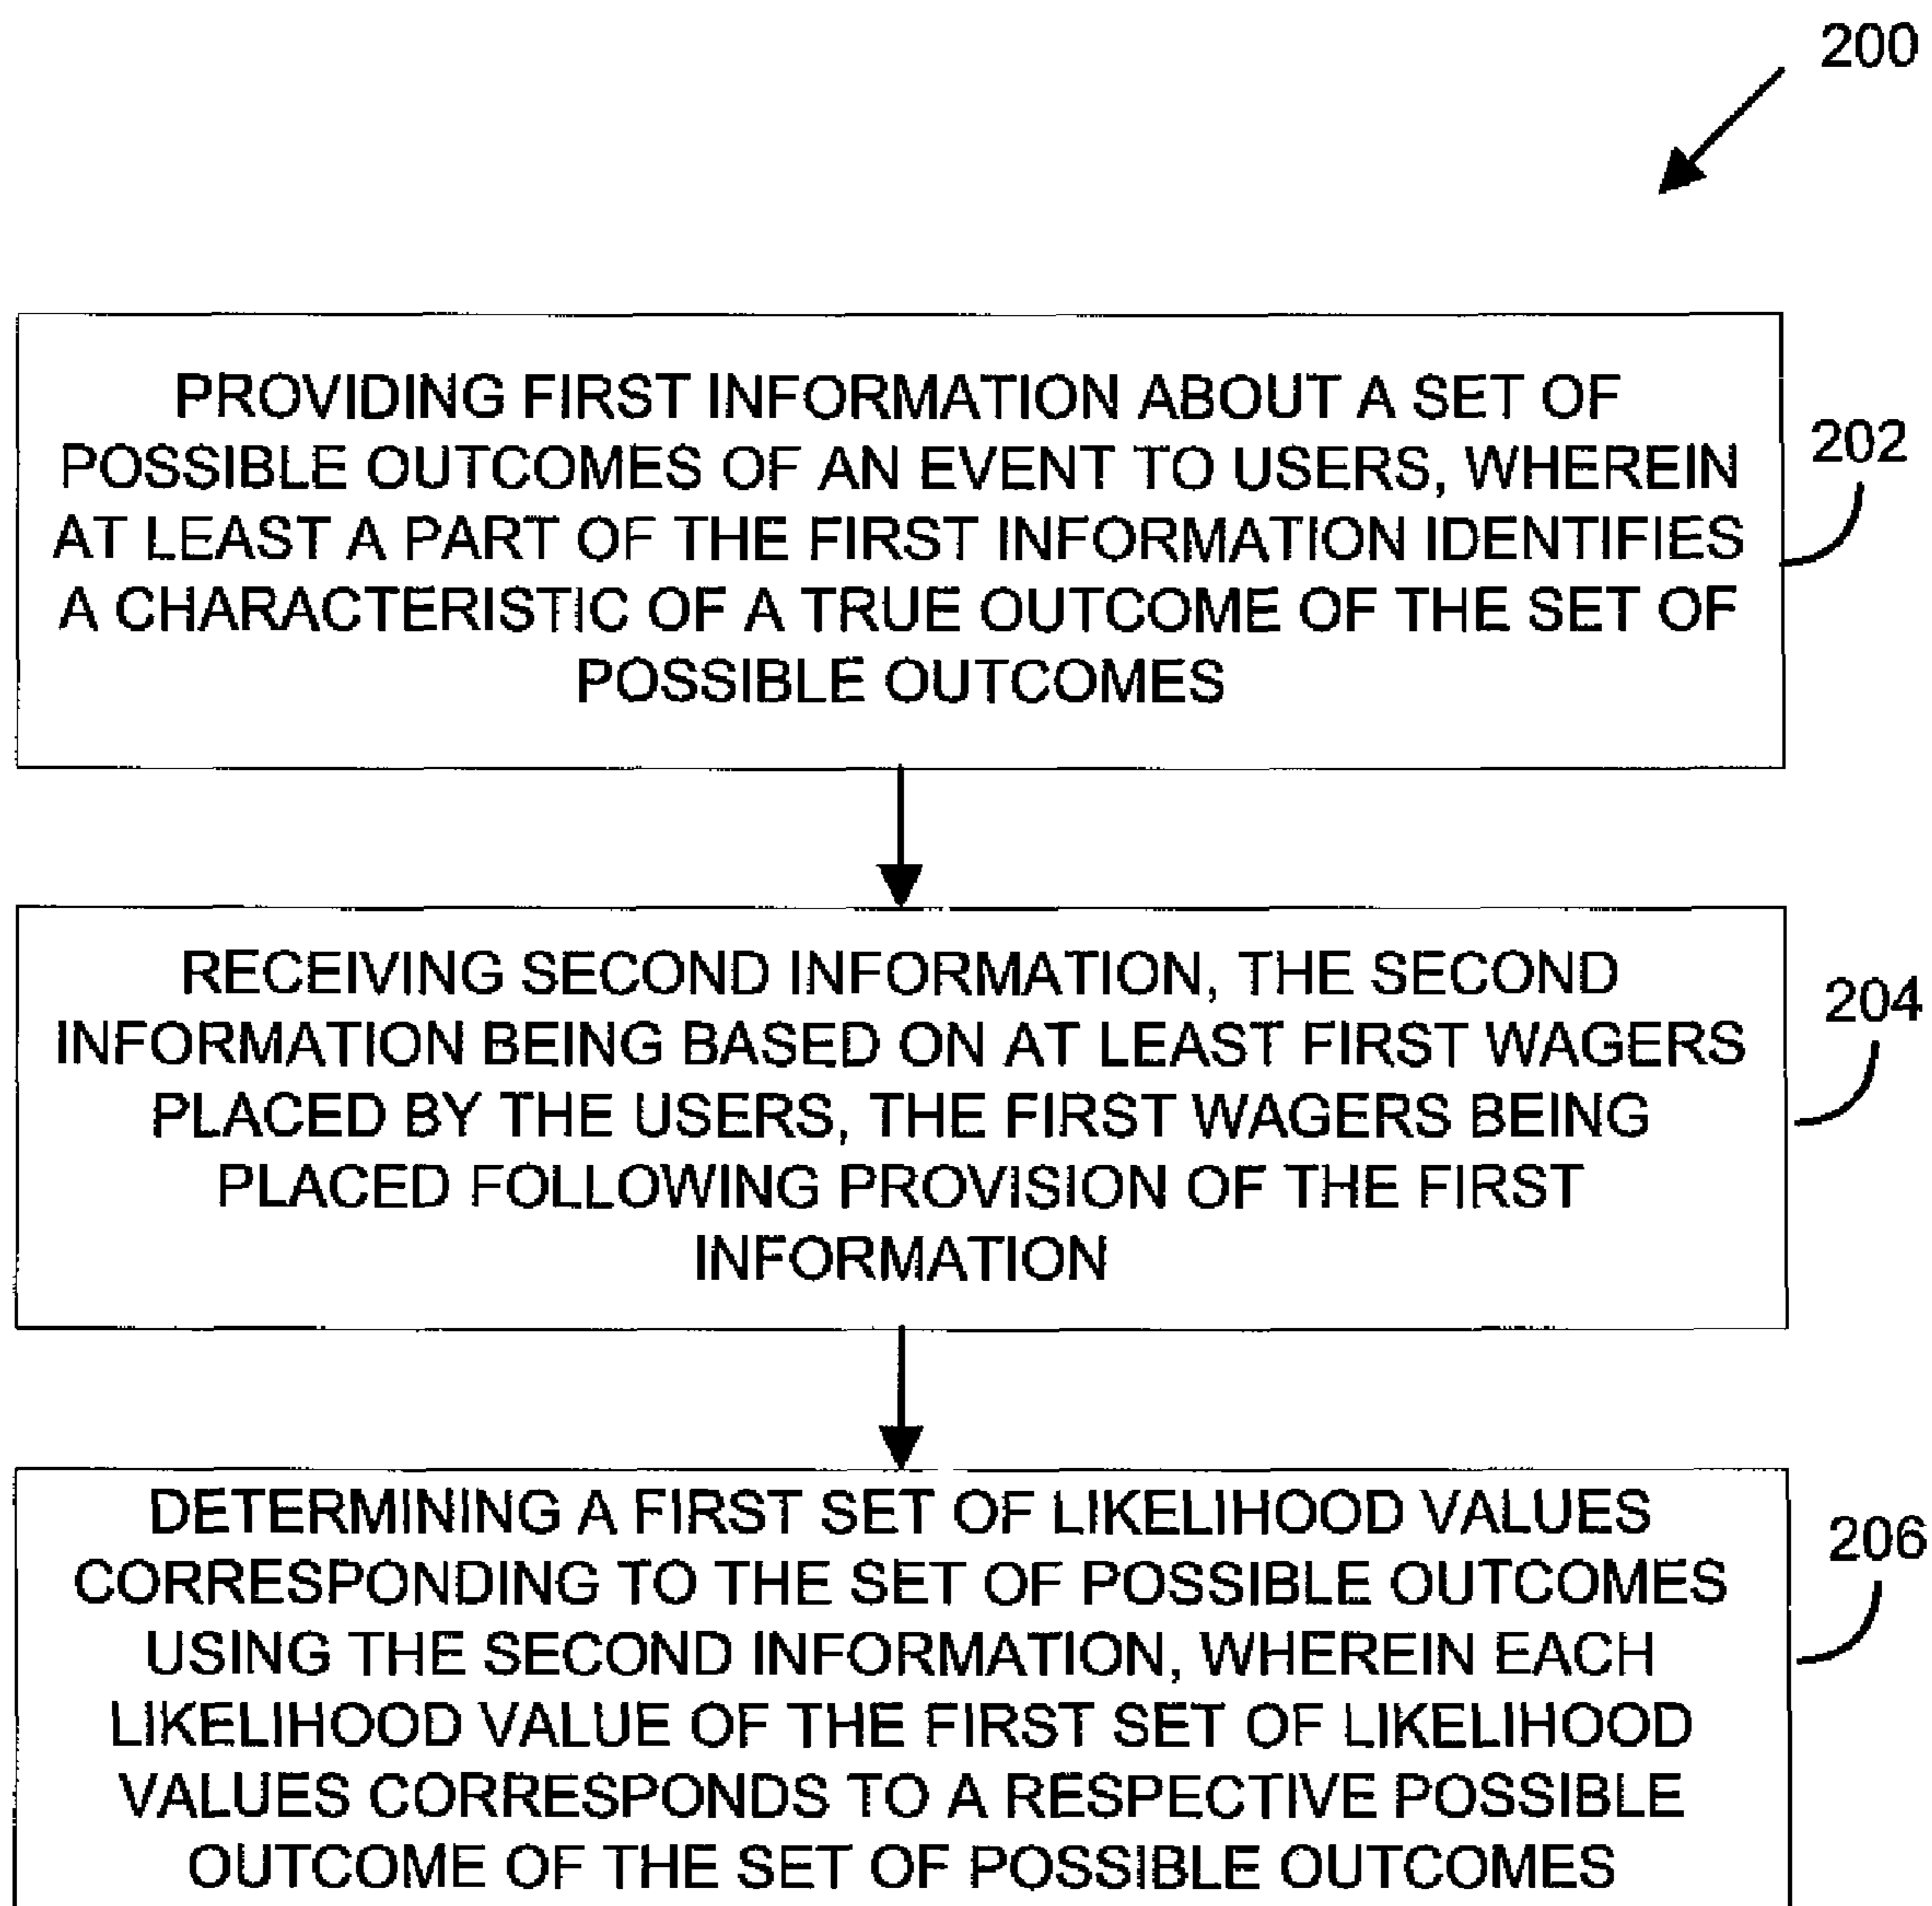 200
PROVIDING FIRST INFORMATION ABOUT A SET OF
POSSIBLE OUTCOMES OF AN EVENT TO USERS, WHEREIN
AT LEAST A PART OF THE FIRST INFORMATION IDENTIFIES
A CHARACTERISTIC OF A TRUE OUTCOME OF THE SET OF
POSSIBLE OUTCOMES
202
RECEIVING SECOND INFORMATION, THE SECOND
INFORMATION BEING BASED ON AT LEAST FIRST WAGERS
PLACED BY THE USERS, THE FIRST WAGERS BEING
PLACED FOLLOWING PROVISION OF THE FIRST
INFORMATION
204
DETERMINING A FIRST SET OF LIKELIHOOD VALUES
CORRESPONDING TO THE SET OF POSSIBLE OUTCOMES
USING THE SECOND INFORMATION, WHEREIN EACH
LIKELIHOOD VALUE OF THE FIRST SET OF LIKELIHOOD
VALUES CORRESPONDS TO A RESPECTIVE POSSIBLE
OUTCOME OF THE SET OF POSSIBLE OUTCOMES
206